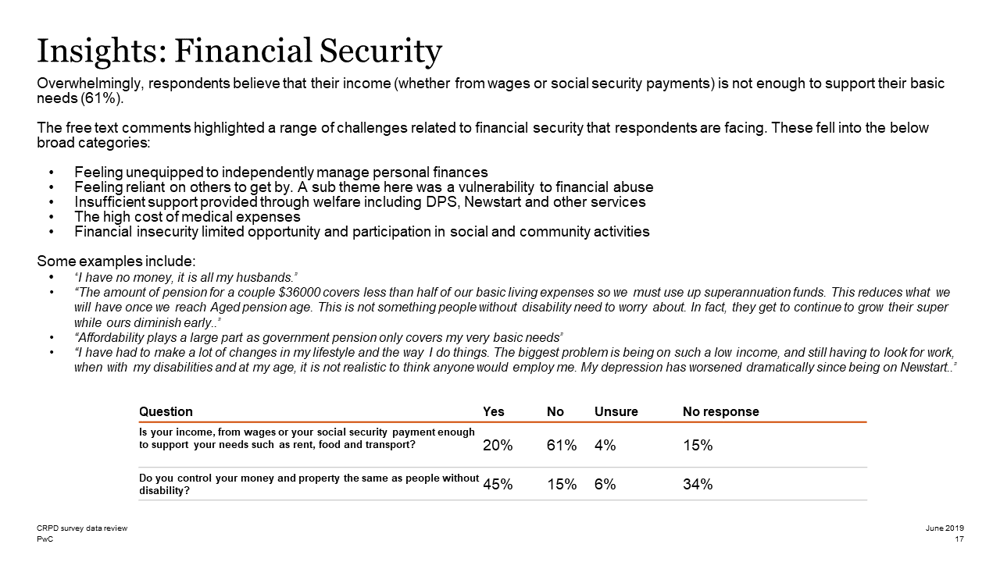 Insights: Financial Security
Overwhelmingly, respondents believe that their income (whether from wages or social security payments) is not enough to support their basic
needs (61%).
The free text comments highlighted a range of challenges related to financial security that respondents are facing. These fell into the below
broad categories:
• Feeling unequipped to independently manage personal finances
• Feeling reliant on others to get by. A sub theme here was a vulnerability to financial abuse
• Insufficient support provided through welfare including DPS, Newstart and other services
• The high cost of medical expenses
• Financial insecurity limited opportunity and participation in social and community activities
Some examples include:
• “I have no money, it is all my husbands.”
• “The amount of pension for a couple $36000 covers less than half of our basic living expenses so we must use up superannuation funds. This reduces what we
will have once we reach Aged pension age. This is not something people without disability need to worry about. In fact, they get to continue to grow their super
while ours diminish early..”
• “Affordability plays a large part as government pension only covers my very basic needs”
• “I have had to make a lot of changes in my lifestyle and the way I do things. The biggest problem is being on such a low income, and still having to look for work,
when with my disabilities and at my age, it is not realistic to think anyone would employ me. My depression has worsened dramatically since being on Newstart..”
Question Yes No Unsure No response
Is your income, from wages or your social security payment enough
to support your needs such as rent, food and transport?
20% 61% 4% 15%
Do you control your money and property the same as people without
disability?
45% 15% 6% 34%
CRPD survey data review
PwC
June 2019
17